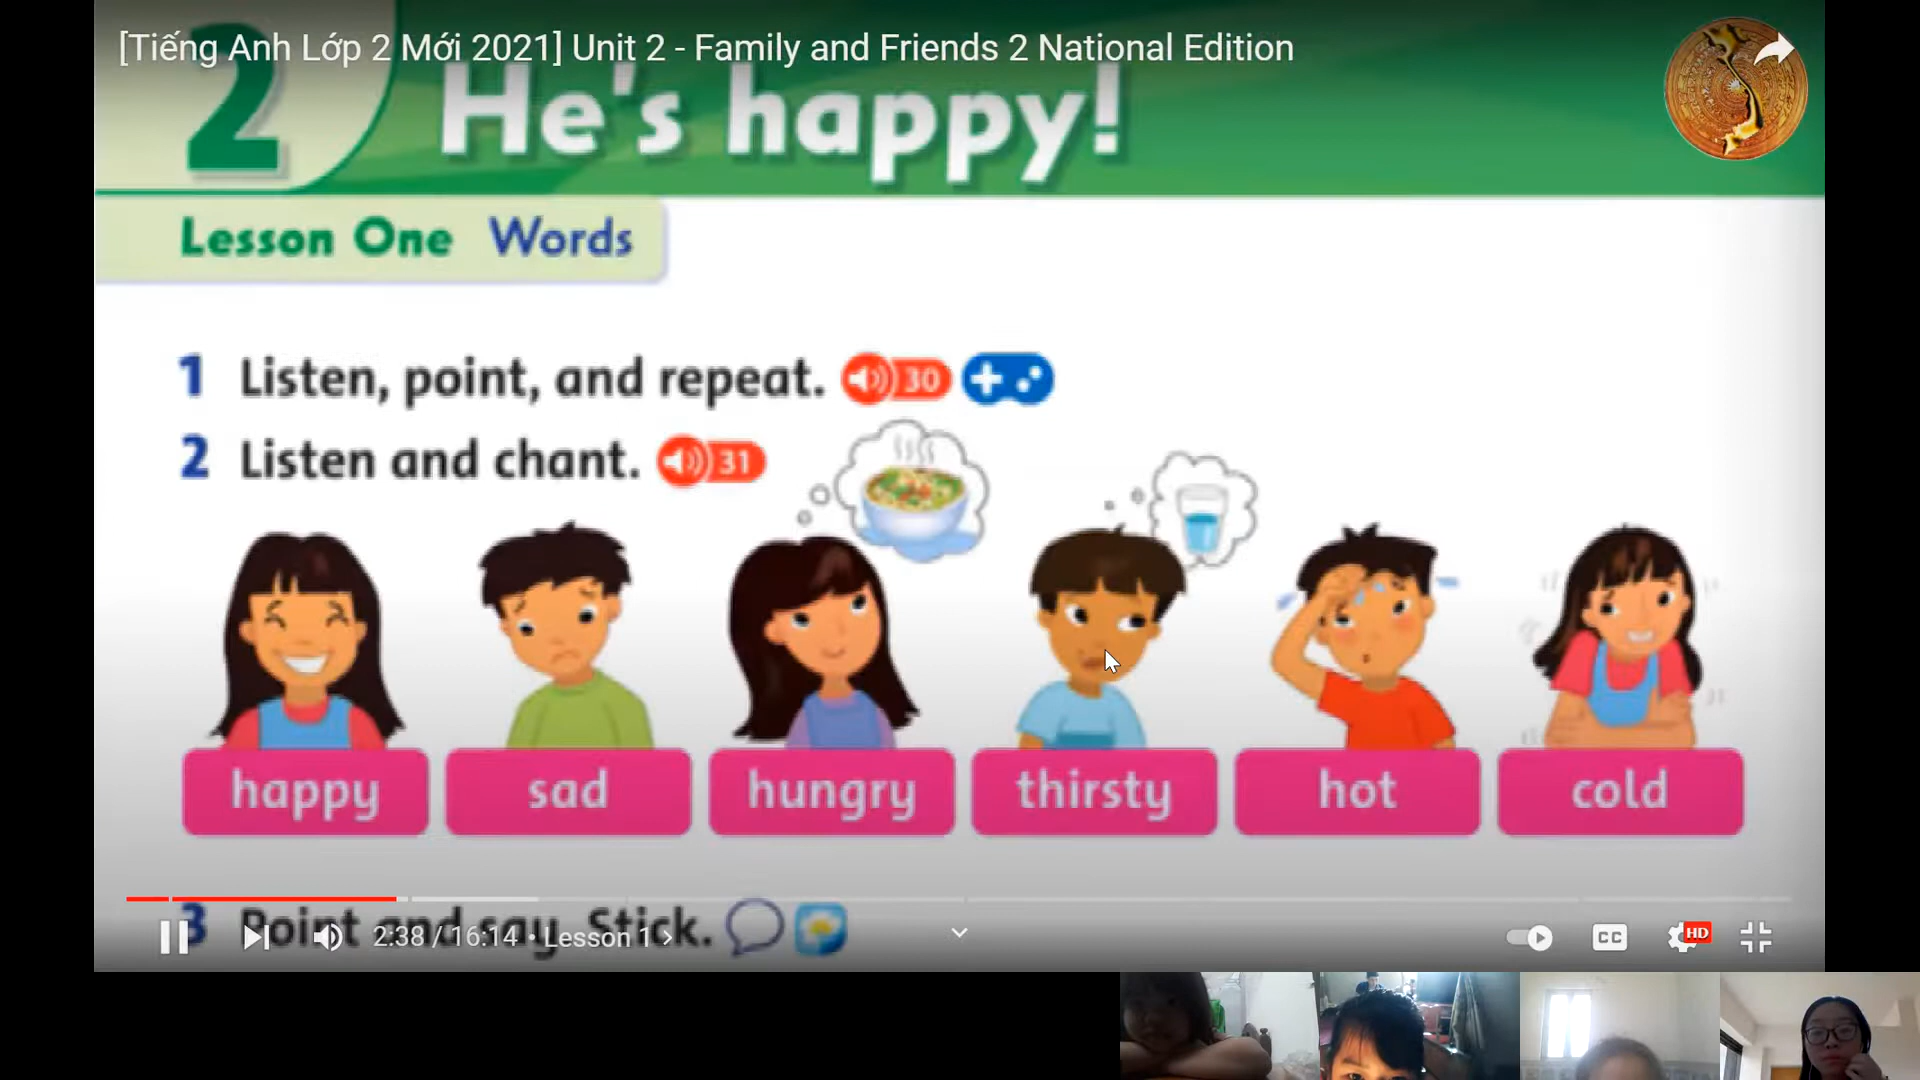 [Tiếng Anh Lớp 2 Mới 2021] Unit 2 - Family and Friends 2 National Edition
2 He's happy!
Lesson One Words
1 Listen, point, and repeat. 30
2 Listen and chant. 31
happy sad hungry thirsty hot cold
3 Point and say. Stick.
2:38 / 16:14 • Lesson 1 >
CC HD